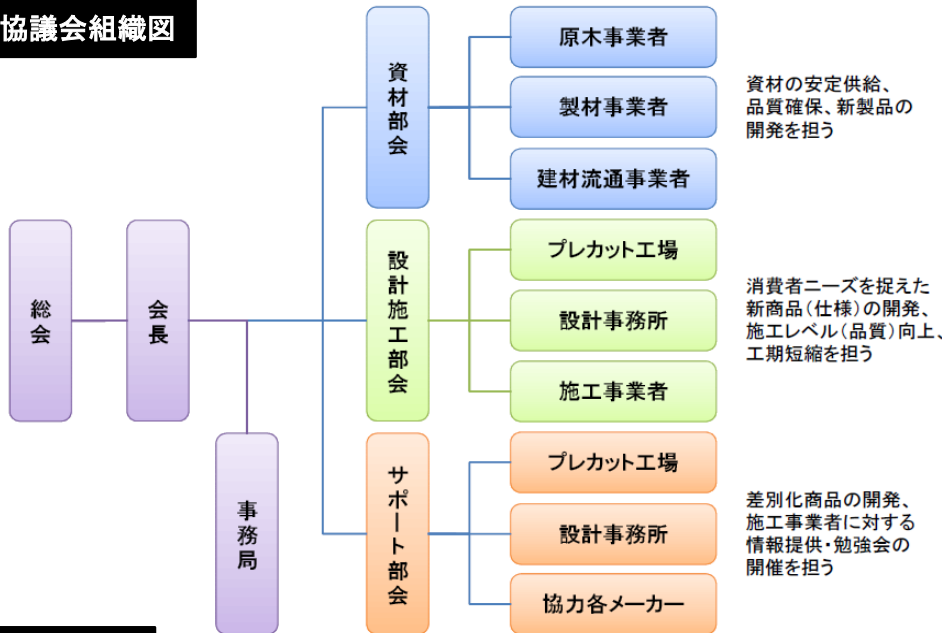 協議会組織図
総会
会長
事務局
資材部会
原木事業者
製材事業者
建材流通事業者
資材の安定供給、
品質確保、新製品の
開発を担う
設計施工部会
プレカット工場
設計事務所
施工事業者
消費者ニーズを捉えた
新商品(仕様)の開発、
施工レベル(品質)向上、
工期短縮を担う
サポート部会
プレカット工場
設計事務所
協力各メーカー
差別化商品の開発、
施工事業者に対する
情報提供・勉強会の
開催を担う